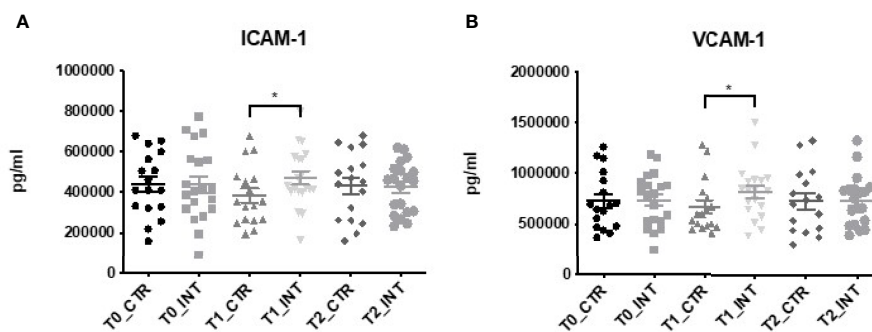 A
ICAM-1
pg/ml
1000000
800000
600000
400000
200000
0
*
T0_CTR
T0_INT
T1_CTR
T1_INT
T2_CTR
T2_INT
B
VCAM-1
pg/ml
2000000
1500000
1000000
500000
0
*
T0_CTR
T0_INT
T1_CTR
T1_INT
T2_CTR
T2_INT